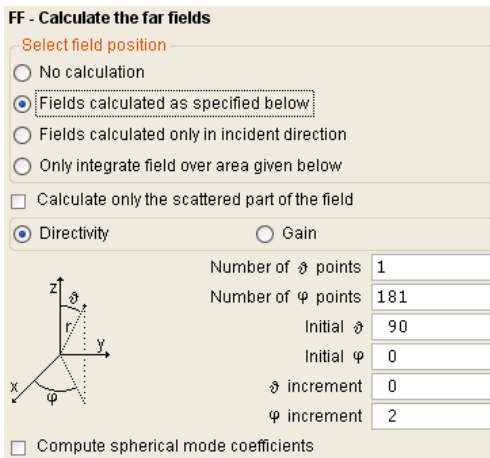 FF - Calculate the far fields
Select field position
No calculation
Fields calculated as specified below
Fields calculated only in incident direction
Only integrate field over area given below
Calculate only the scattered part of the field
Directivity Gain
Number of ϑ points 1
Number of φ points 181
Initial ϑ 90
Initial φ 0
ϑ increment 0
φ increment 2
z ϑ
r
y
x
φ
Compute spherical mode coefficients